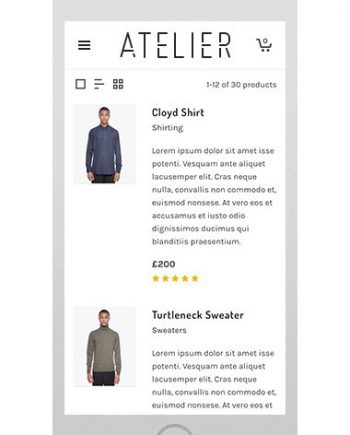 ATELIER
0
1-12 of 30 products
Cloyd Shirt
Shirting
Lorem ipsum dolor sit amet isse
potenti. Vesquam ante aliquet
lacusemper elit. Cras neque
nulla, convallis non commodo et,
euismod nonsese. At vero eos et
accusamus et iusto odio
dignissimos ducimus qui
blanditiis praesentium.
£200
Turtleneck Sweater
Sweaters
Lorem ipsum dolor sit amet isse
potenti. Vesquam ante aliquet
lacusemper elit. Cras neque
nulla, convallis non commodo et,
euismod nonsese. At vero eos et